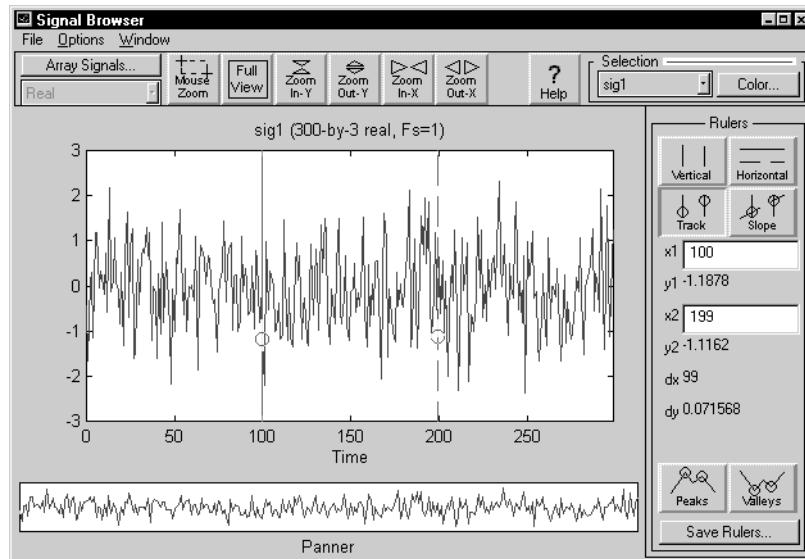 Signal Browser
File Options Window
Array Signals...
Real
Mouse Zoom
Full View
Zoom In-Y
Zoom Out-Y
Zoom In-X
Zoom Out-X
? Help
Selection
sig1
Color...
sig1 (300-by-3 real, Fs=1)
3
2
1
0
-1
-2
-3
0 50 100 150 200 250
Time
Panner
Rulers
Vertical
Horizontal
Track
Slope
x1 100
y1 -1.1878
x2 199
y2 -1.1162
dx 99
dy 0.071568
Peaks
Valleys
Save Rulers...